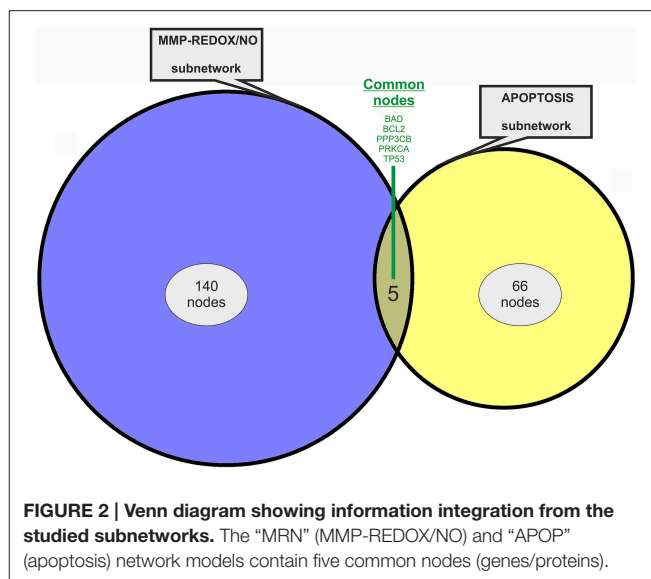 MMP-REDOX/NO
subnetwork
Common
nodes
BAD
BCL2
PPP3CB
PRKCA
TP53
APOPTOSIS
subnetwork
140
nodes
5
66
nodes
FIGURE 2 | Venn diagram showing information integration from the
studied subnetworks. The “MRN” (MMP-REDOX/NO) and “APOP”
(apoptosis) network models contain five common nodes (genes/proteins).